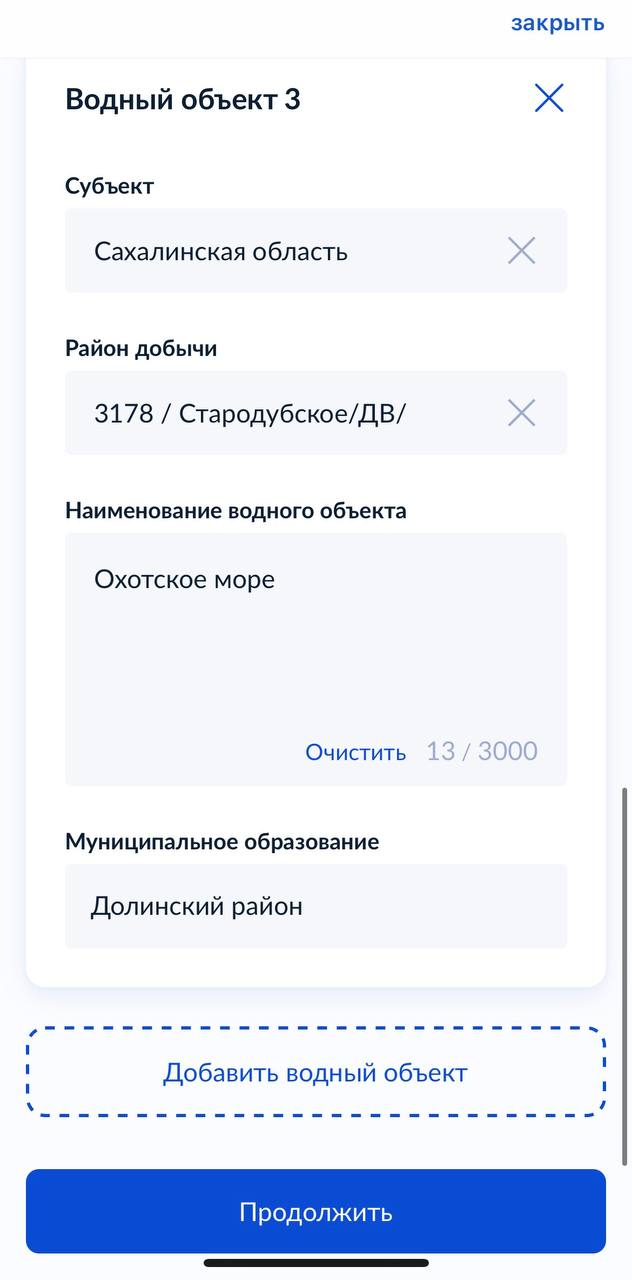 закрыть
Водный объект 3
Субъект
Сахалинская область
Район добычи
3178 / Стародубское/ДВ/
Наименование водного объекта
Охотское море
Очистить 13 / 3000
Муниципальное образование
Долинский район
Добавить водный объект
Продолжить